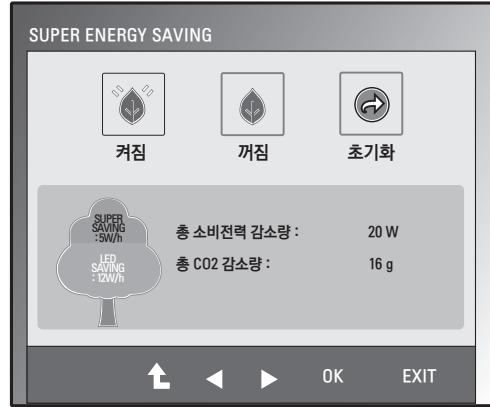 SUPER ENERGY SAVING
켜짐 꺼짐 초기화
SUPER
SAVING
: 5W/h
LED
SAVING
: 12W/h
총 소비전력 감소량 : 20 W
총 CO2 감소량 : 16 g
OK EXIT